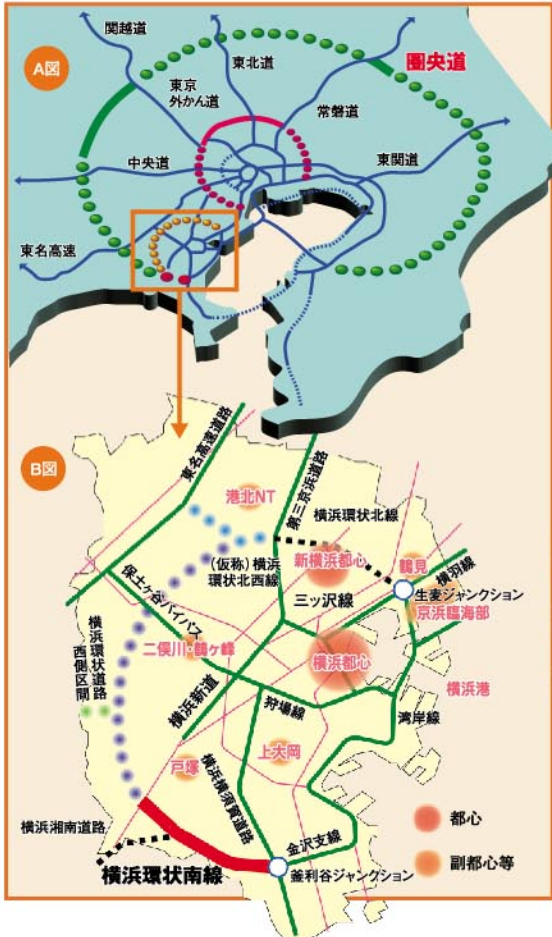 A図
関越道
東北道
圏央道
東京
外かん道
常磐道
中央道
東関道
東名高速
B図
東名高速道路
第三京浜道路
港北NT
横浜環状北線
(仮称)横浜
環状北西線
新横浜都心
鶴見
横羽線
生麦ジャンクション
保土ヶ谷バイパス
三ッ沢線
京浜臨海部
二俣川・鶴ヶ峰
横浜都心
横浜環状道路
西側区間
横浜新道
横浜港
狩場線
湾岸線
戸塚
上大岡
横浜横須賀道路
都心
横浜湘南道路
金沢支線
副都心等
横浜環状南線
釜利谷ジャンクション